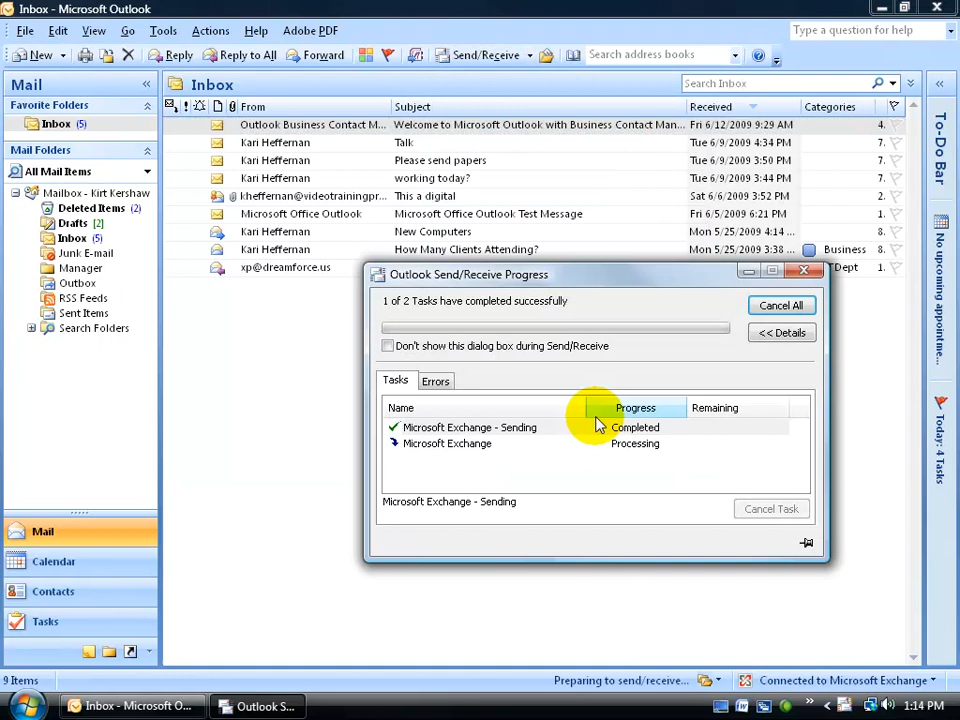 Inbox - Microsoft Outlook
File Edit View Go Tools Actions Help Adobe PDF
Type a question for help
New Reply Reply to All Forward Send/Receive Search address books
Mail «
Inbox
Search Inbox
Favorite Folders
Inbox (5)
From Subject Received Categories
Outlook Business Contact M... Welcome to Microsoft Outlook with Business Contact Man... Fri 6/12/2009 9:29 AM 4.
Kari Heffernan Talk Tue 6/9/2009 4:34 PM 7.
Mail Folders
Kari Heffernan Please send papers Tue 6/9/2009 3:50 PM 7.
All Mail Items
Kari Heffernan working today? Tue 6/9/2009 3:44 PM 7.
Mailbox - Kirt Kershaw
kheffernan@videotrainingpr... This a digital Sat 6/6/2009 3:52 PM 2.
Deleted Items (2)
Microsoft Office Outlook Microsoft Office Outlook Test Message Fri 6/5/2009 6:21 PM 1.
Drafts [2]
Kari Heffernan New Computers Mon 5/25/2009 4:14 ... 7.
Inbox (5)
Kari Heffernan How Many Clients Attending? Mon 5/25/2009 3:38 ... Business 8.
Junk E-mail
xp@dreamforce.us TDept 1.
Manager
Outbox
RSS Feeds
Sent Items
Search Folders
Outlook Send/Receive Progress
1 of 2 Tasks have completed successfully
Cancel All
<< Details
Don't show this dialog box during Send/Receive
Tasks Errors
Name Progress Remaining
Microsoft Exchange - Sending Completed
Microsoft Exchange Processing
Microsoft Exchange - Sending
Cancel Task
Mail
Calendar
Contacts
Tasks
«
To-Do Bar
No upcoming appointme...
Today: 4 Tasks
9 Items Preparing to send/receive... Connected to Microsoft Exchange
Inbox - Microsoft O... Outlook S... » 1:14 PM